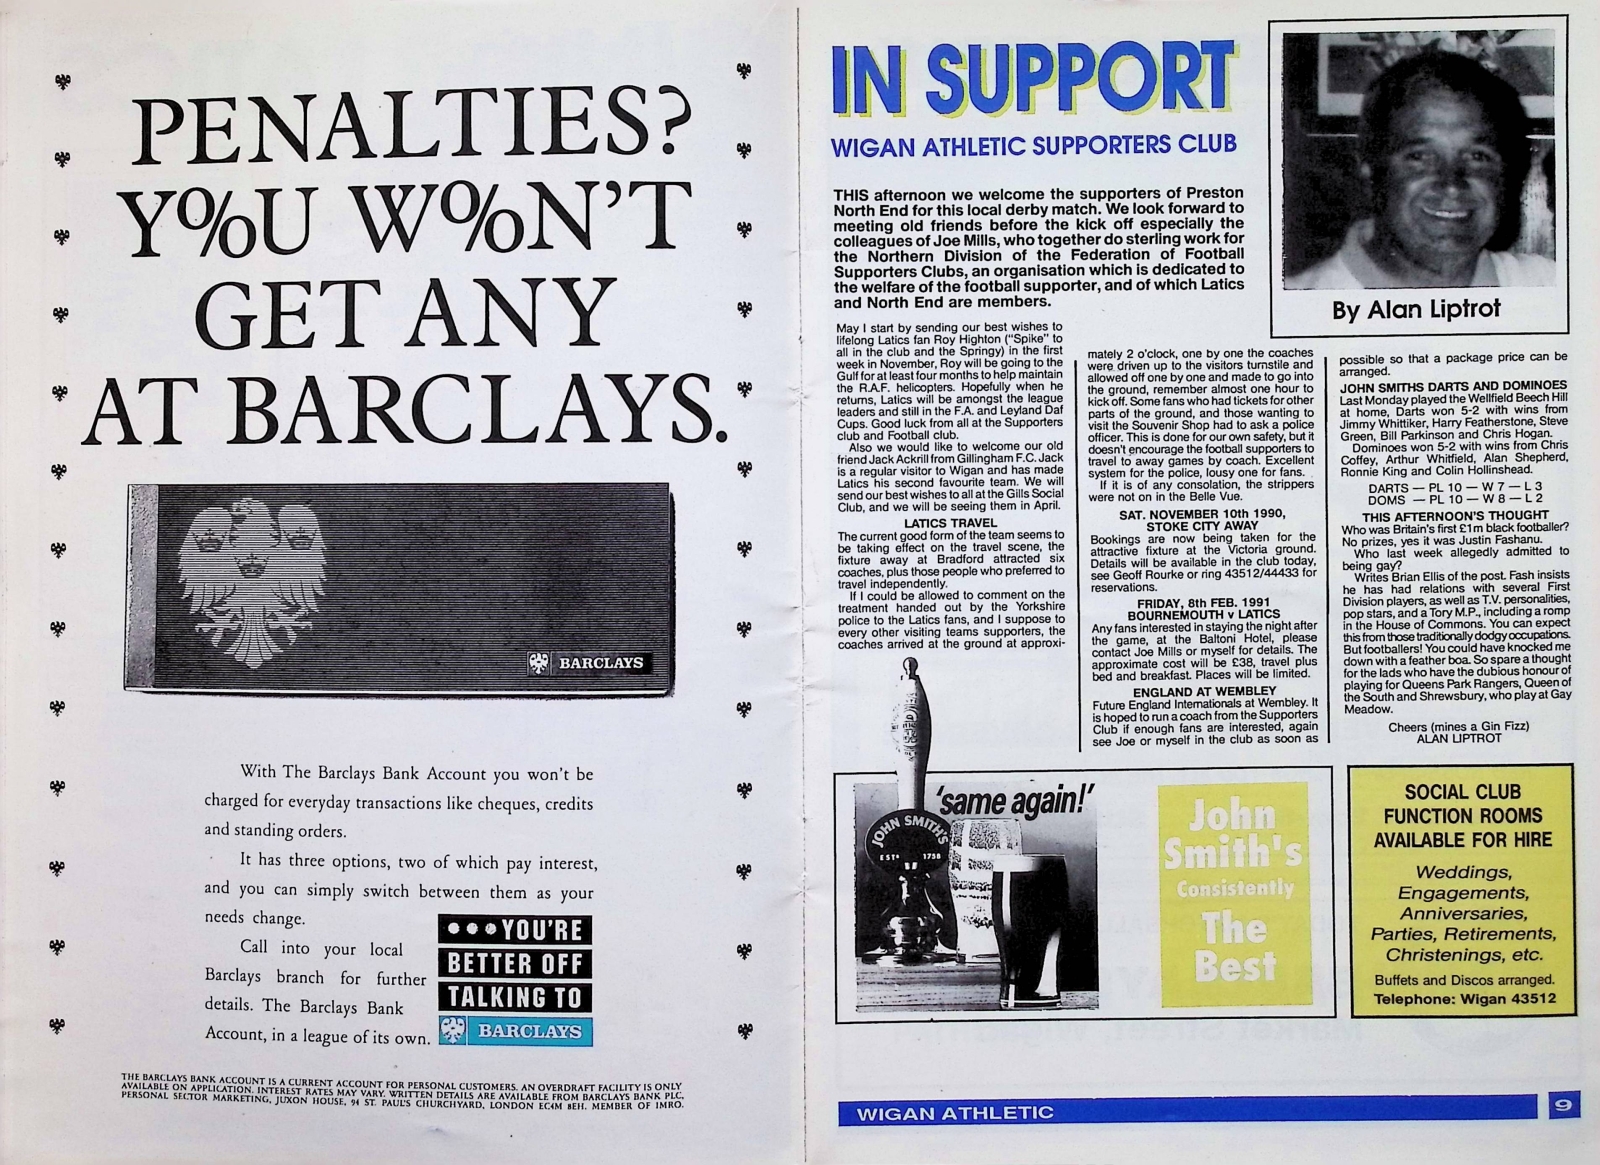 PENALTIES?
Y%U W%N'T
GET ANY
AT BARCLAYS.
BARCLAYS
With The Barclays Bank Account you won't be
charged for everyday transactions like cheques, credits
and standing orders.
It has three options, two of which pay interest,
and you can simply switch between them as your
needs change.
Call into your local
Barclays branch for further
details. The Barclays Bank
Account, in a league of its own.
YOU'RE
BETTER OFF
TALKING TO
BARCLAYS
THE BARCLAYS BANK ACCOUNT IS A CURRENT ACCOUNT FOR PERSONAL CUSTOMERS. AN OVERDRAFT FACILITY IS ONLY
AVAILABLE ON APPLICATION. INTEREST RATES MAY VARY. WRITTEN DETAILS ARE AVAILABLE FROM BARCLAYS BANK PLC,
PERSONAL SECTOR MARKETING, JUXON HOUSE, 94 ST. PAUL'S CHURCHYARD, LONDON EC4M 8EH. MEMBER OF IMRO.
IN SUPPORT
WIGAN ATHLETIC SUPPORTERS CLUB
THIS afternoon we welcome the supporters of Preston
North End for this local derby match. We look forward to
meeting old friends before the kick off especially the
colleagues of Joe Mills, who together do sterling work for
the Northern Division of the Federation of Football
Supporters Clubs, an organisation which is dedicated to
the welfare of the football supporter, and of which Latics
and North End are members.
By Alan Liptrot
May I start by sending our best wishes to
lifelong Latics fan Roy Highton ("Spike" to
all in the club and the Springy) in the first
week in November, Roy will be going to the
Gulf for at least four months to help maintain
the R.A.F. helicopters. Hopefully when he
returns, Latics will be amongst the league
leaders and still in the F.A. and Leyland Daf
Cups. Good luck from all at the Supporters
club and Football club.
Also we would like to welcome our old
friend Jack Ackrill from Gillingham F.C. Jack
is a regular visitor to Wigan and has made
Latics his second favourite team. We will
send our best wishes to all at the Gills Social
Club, and we will be seeing them in April.
LATICS TRAVEL
The current good form of the team seems to
be taking effect on the travel scene, the
fixture away at Bradford attracted six
coaches, plus those people who preferred to
travel independently.
If I could be allowed to comment on the
treatment handed out by the Yorkshire
police to the Latics fans, and I suppose to
every other visiting teams supporters, the
coaches arrived at the ground at approxi-
mately 2 o'clock, one by one the coaches
were driven up to the visitors turnstile and
allowed off one by one and made to go into
the ground, remember almost one hour to
kick off. Some fans who had tickets for other
parts of the ground, and those wanting to
visit the Souvenir Shop had to ask a police
officer. This is done for our own safety, but it
doesn't encourage the football supporters to
travel to away games by coach. Excellent
system for the police, lousy one for fans.
If it is of any consolation, the strippers
were not on in the Belle Vue.
SAT. NOVEMBER 10th 1990,
STOKE CITY AWAY
Bookings are now being taken for the
attractive fixture at the Victoria ground.
Details will be available in the club today,
see Geoff Rourke or ring 43512/44433 for
reservations.
FRIDAY, 8th FEB. 1991
BOURNEMOUTH v LATICS
Any fans interested in staying the night after
the game, at the Baltoni Hotel, please
contact Joe Mills or myself for details. The
approximate cost will be £38, travel plus
bed and breakfast. Places will be limited.
ENGLAND AT WEMBLEY
Future England Internationals at Wembley. It
is hoped to run a coach from the Supporters
Club if enough fans are interested, again
see Joe or myself in the club as soon as
possible so that a package price can be
arranged.
JOHN SMITHS DARTS AND DOMINOES
Last Monday played the Wellfield Beech Hill
at home, Darts won 5-2 with wins from
Jimmy Whittiker, Harry Featherstone, Steve
Green, Bill Parkinson and Chris Hogan.
Dominoes won 5-2 with wins from Chris
Coffey, Arthur Whitfield, Alan Shepherd,
Ronnie King and Colin Hollinshead.
DARTS — PL 10 — W 7 — L 3
DOMS — PL 10 — W 8 — L 2
THIS AFTERNOON'S THOUGHT
Who was Britain's first £1m black footballer?
No prizes, yes it was Justin Fashanu.
Who last week allegedly admitted to
being gay?
Writes Brian Ellis of the post. Fash insists
he has had relations with several First
Division players, as well as T.V. personalities,
pop stars, and a Tory M.P., including a romp
in the House of Commons. You can expect
this from those traditionally dodgy occupations.
But footballers! You could have knocked me
down with a feather boa. So spare a thought
for the lads who have the dubious honour of
playing for Queens Park Rangers, Queen of
the South and Shrewsbury, who play at Gay
Meadow.
Cheers (mines a Gin Fizz)
ALAN LIPTROT
'same again!'
JOHN SMITH'S
ESTD 1758
John
Smith's
Consistently
The
Best
SOCIAL CLUB
FUNCTION ROOMS
AVAILABLE FOR HIRE
Weddings,
Engagements,
Anniversaries,
Parties, Retirements,
Christenings, etc.
Buffets and Discos arranged.
Telephone: Wigan 43512
WIGAN ATHLETIC
9